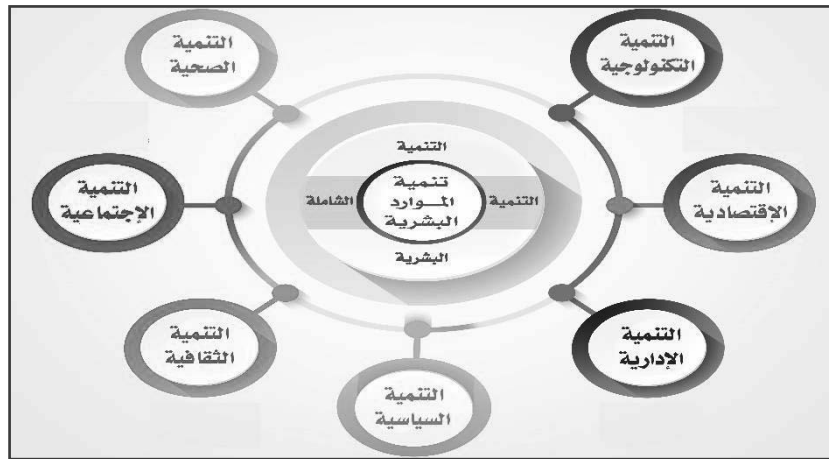 التنمية
التكنولوجية
التنمية
الصحية
التنمية
تنمية
الموارد
البشرية
التنمية
الشاملة
البشرية
التنمية
الإقتصادية
التنمية
الإجتماعية
التنمية
الإدارية
التنمية
الثقافية
التنمية
السياسية